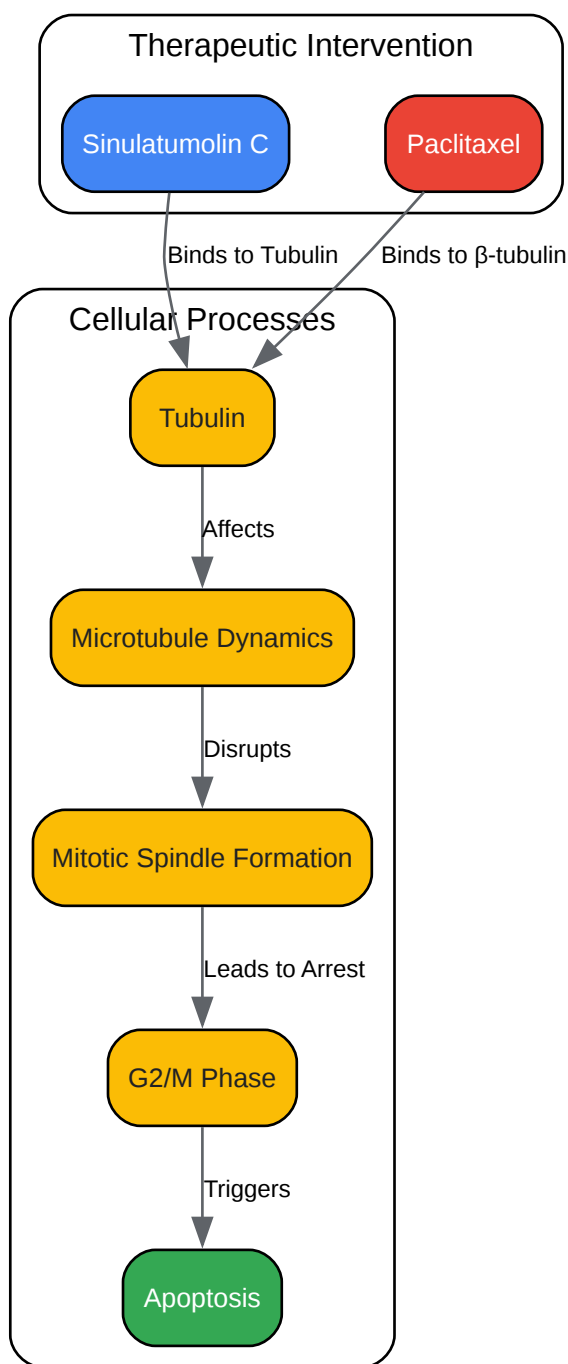 Therapeutic Intervention
Sinulatumolin C
Paclitaxel
Binds to Tubulin
Binds to β-tubulin
Cellular Processes
Tubulin
Affects
Microtubule Dynamics
Disrupts
Mitotic Spindle Formation
Leads to Arrest
G2/M Phase
Triggers
Apoptosis